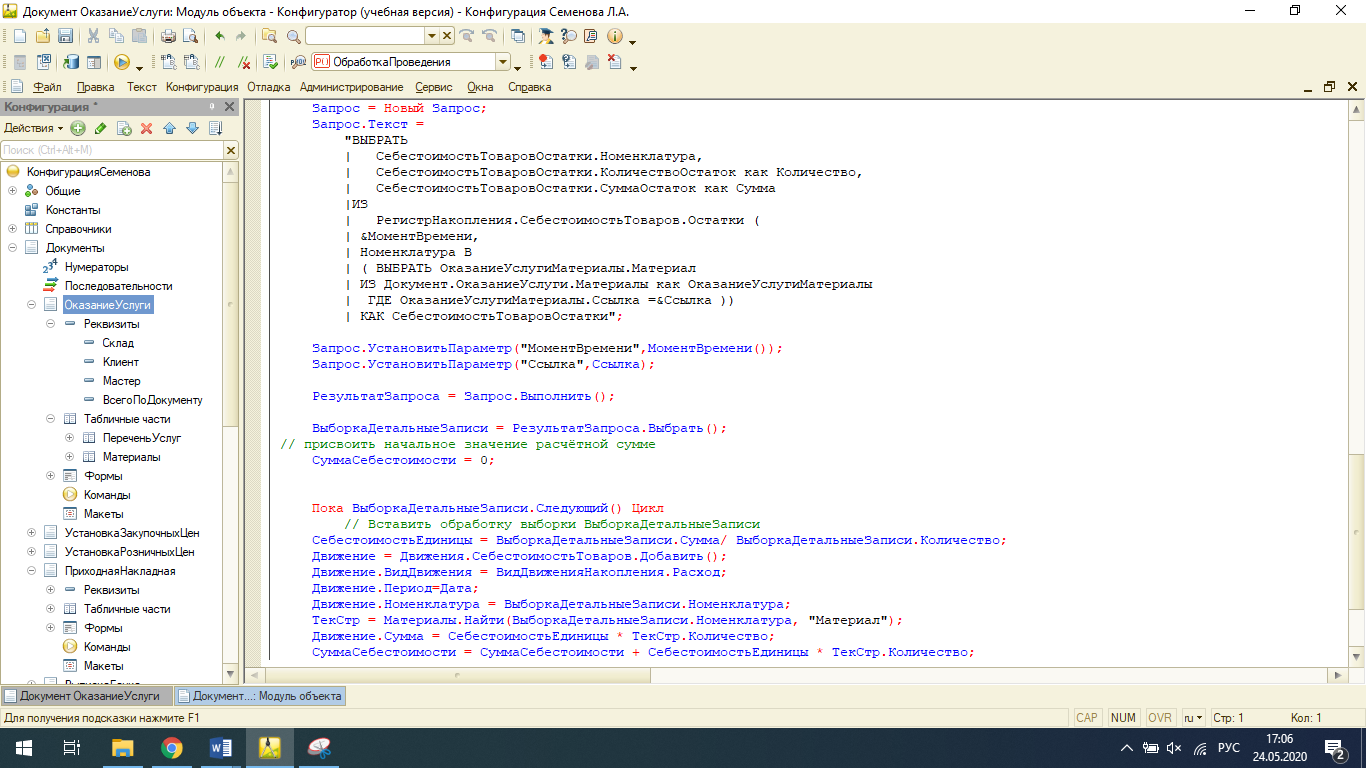 Документ ОказаниеУслуги: Модуль объекта - Конфигуратор (учебная версия) - Конфигурация Семенова Л.А.
ОбработкаПроведения
Файл Правка Текст Конфигурация Отладка Администрирование Сервис Окна Справка
Конфигурация *
Действия
Поиск (Ctrl+Alt+M)
КонфигурацияСеменова
Общие
Константы
Справочники
Документы
Нумераторы
Последовательности
ОказаниеУслуги
Реквизиты
Склад
Клиент
Мастер
ВсегоПоДокументу
Табличные части
ПереченьУслуг
Материалы
Формы
Команды
Макеты
УстановкаЗакупочныхЦен
УстановкаРозничныхЦен
ПриходнаяНакладная
Реквизиты
Табличные части
Формы
Команды
Макеты
Запрос = Новый Запрос;
Запрос.Текст =
"ВЫБРАТЬ
| СебестоимостьТоваровОстатки.Номенклатура,
| СебестоимостьТоваровОстатки.КоличествоОстаток как Количество,
| СебестоимостьТоваровОстатки.СуммаОстаток как Сумма
|ИЗ
| РегистрНакопления.СебестоимостьТоваров.Остатки (
| &МоментВремени,
| Номенклатура В
| ( ВЫБРАТЬ ОказаниеУслугиМатериалы.Материал
| ИЗ Документ.ОказаниеУслуги.Материалы как ОказаниеУслугиМатериалы
| ГДЕ ОказаниеУслугиМатериалы.Ссылка =&Ссылка ))
| КАК СебестоимостьТоваровОстатки";
Запрос.УстановитьПараметр("МоментВремени",МоментВремени());
Запрос.УстановитьПараметр("Ссылка",Ссылка);
РезультатЗапроса = Запрос.Выполнить();
ВыборкаДетальныеЗаписи = РезультатЗапроса.Выбрать();
// присвоить начальное значение расчётной сумме
СуммаСебестоимости = 0;
Пока ВыборкаДетальныеЗаписи.Следующий() Цикл
// Вставить обработку выборки ВыборкаДетальныеЗаписи
СебестоимостьЕдиницы = ВыборкаДетальныеЗаписи.Сумма/ ВыборкаДетальныеЗаписи.Количество;
Движение = Движения.СебестоимостьТоваров.Добавить();
Движение.ВидДвижения = ВидДвиженияНакопления.Расход;
Движение.Период=Дата;
Движение.Номенклатура = ВыборкаДетальныеЗаписи.Номенклатура;
ТекСтр = Материалы.Найти(ВыборкаДетальныеЗаписи.Номенклатура, "Материал");
Движение.Сумма = СебестоимостьЕдиницы * ТекСтр.Количество;
СуммаСебестоимости = СуммаСебестоимости + СебестоимостьЕдиницы * ТекСтр.Количество;
Документ ОказаниеУслуги Документ...: Модуль объекта
Для получения подсказки нажмите F1 CAP NUM OVR ru Стр: 1 Кол: 1
РУС
17:06
24.05.2020
2